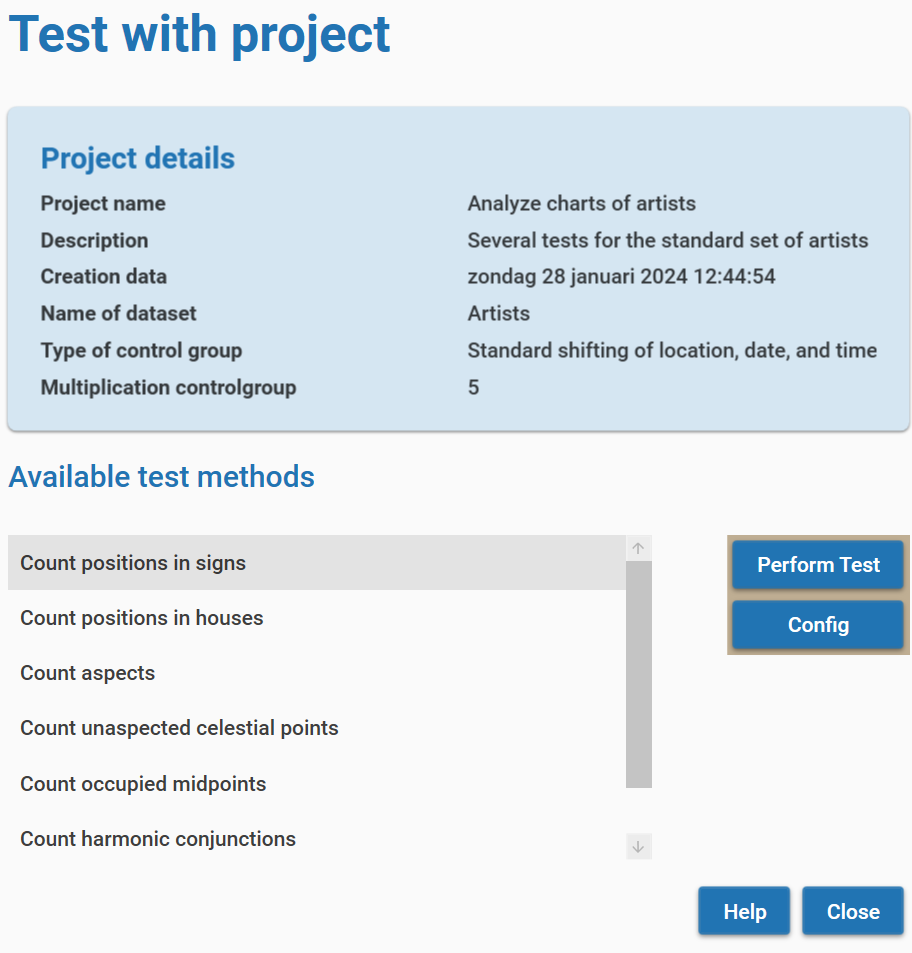 Test with project
Project details
Project name Analyze charts of artists
Description Several tests for the standard set of artists
Creation data zondag 28 januari 2024 12:44:54
Name of dataset Artists
Type of control group Standard shifting of location, date, and time
Multiplication controlgroup 5
Available test methods
Count positions in signs
Perform Test
Count positions in houses
Config
Count aspects
Count unaspected celestial points
Count occupied midpoints
Count harmonic conjunctions
Help Close